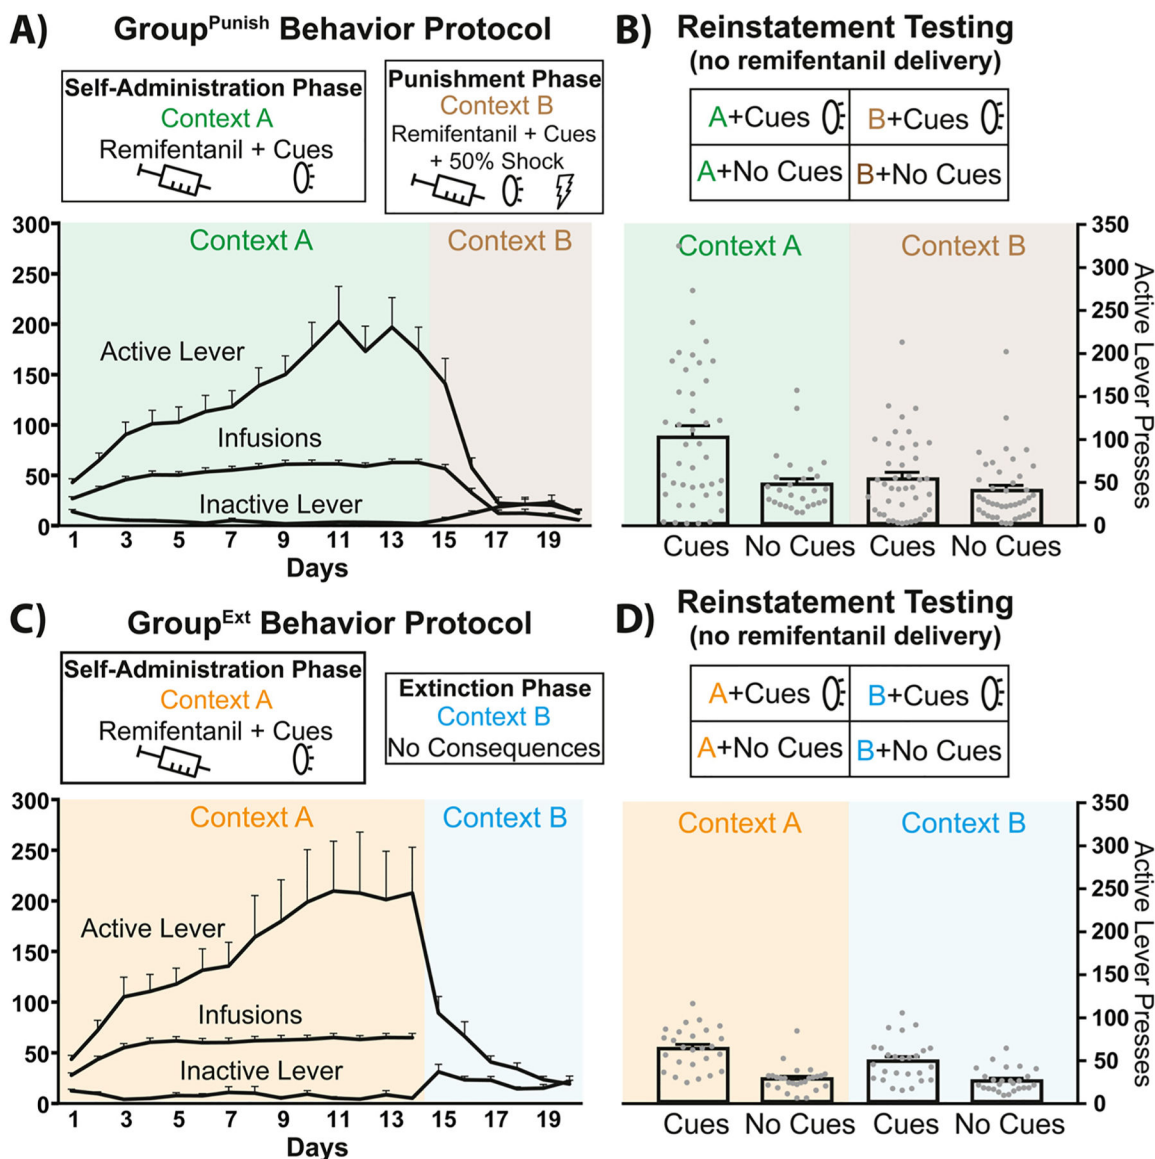 A)
Group^Punish Behavior Protocol
Self-Administration Phase
Context A
Remifentanil + Cues
Punishment Phase
Context B
Remifentanil + Cues
+ 50% Shock
300
250
200
150
100
50
0
Context A
Context B
Active Lever
Infusions
Inactive Lever
1 3 5 7 9 11 13 15 17 19
Days
B)
Reinstatement Testing
(no remifentanil delivery)
A+Cues B+Cues
A+No Cues B+No Cues
Context A
Context B
350
300
250
200
150
100
50
0
Active Lever Presses
Cues No Cues Cues No Cues
C)
Group^Ext Behavior Protocol
Self-Administration Phase
Context A
Remifentanil + Cues
Extinction Phase
Context B
No Consequences
300
250
200
150
100
50
0
Context A
Context B
Active Lever
Infusions
Inactive Lever
1 3 5 7 9 11 13 15 17 19
Days
D)
Reinstatement Testing
(no remifentanil delivery)
A+Cues B+Cues
A+No Cues B+No Cues
Context A
Context B
350
300
250
200
150
100
50
0
Active Lever Presses
Cues No Cues Cues No Cues